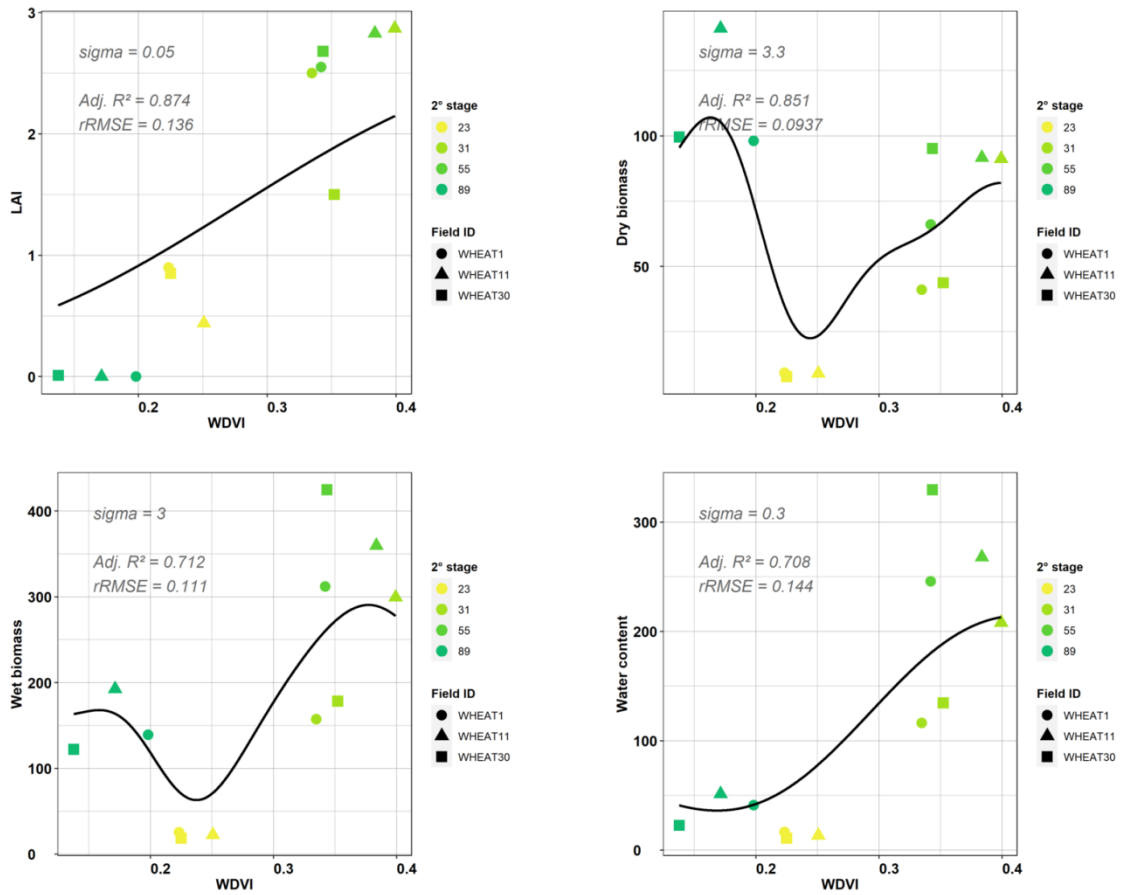 3
2
1
0
LAI
sigma = 0.05
Adj. R² = 0.874
rRMSE = 0.136
0.2
0.3
0.4
WDVI
2° stage
23
31
55
89
Field ID
WHEAT1
WHEAT11
WHEAT30
100
50
Dry biomass
sigma = 3.3
Adj. R² = 0.851
rRMSE = 0.0937
0.2
0.3
0.4
WDVI
2° stage
23
31
55
89
Field ID
WHEAT1
WHEAT11
WHEAT30
400
300
200
100
0
Wet biomass
sigma = 3
Adj. R² = 0.712
rRMSE = 0.111
0.2
0.3
0.4
WDVI
2° stage
23
31
55
89
Field ID
WHEAT1
WHEAT11
WHEAT30
300
200
100
0
Water content
sigma = 0.3
Adj. R² = 0.708
rRMSE = 0.144
0.2
0.3
0.4
WDVI
2° stage
23
31
55
89
Field ID
WHEAT1
WHEAT11
WHEAT30